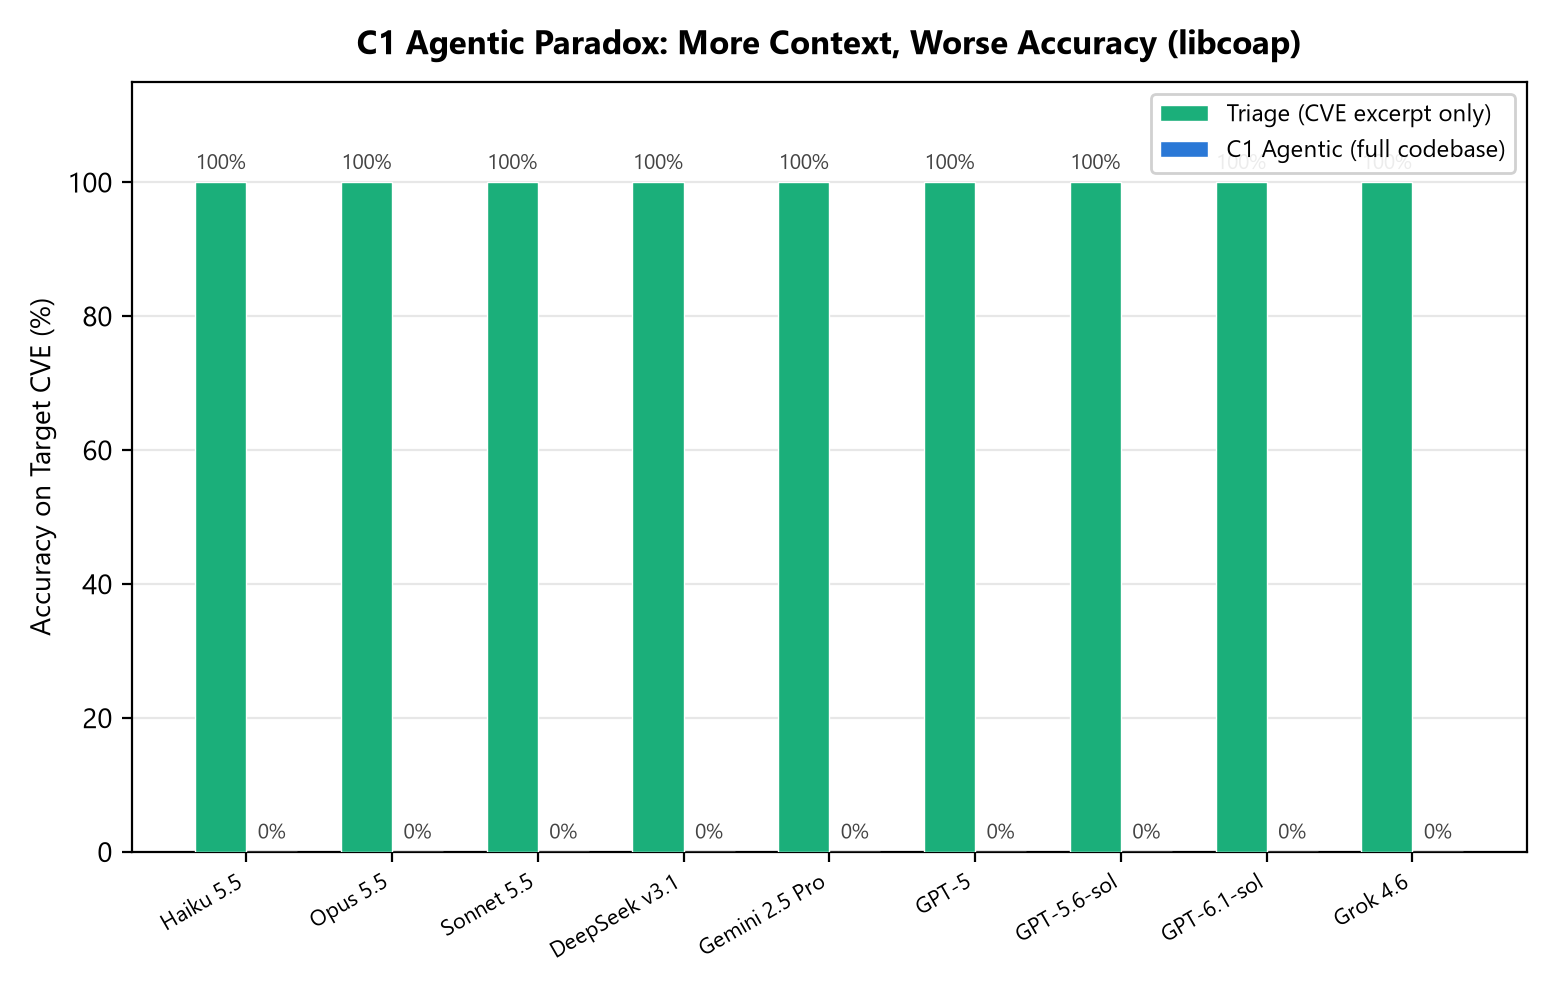 C1 Agentic Paradox: More Context, Worse Accuracy (libcoap)
Triage (CVE excerpt only)
C1 Agentic (full codebase)
100% 100% 100% 100% 100% 100% 100% 100% 100%
Accuracy on Target CVE (%)
100
80
60
40
20
0
0% 0% 0% 0% 0% 0% 0% 0% 0%
Haiku 5.5
Opus 5.5
Sonnet 5.5
DeepSeek v3.1
Gemini 2.5 Pro
GPT-5
GPT-5.6-sol
GPT-6.1-sol
Grok 4.6